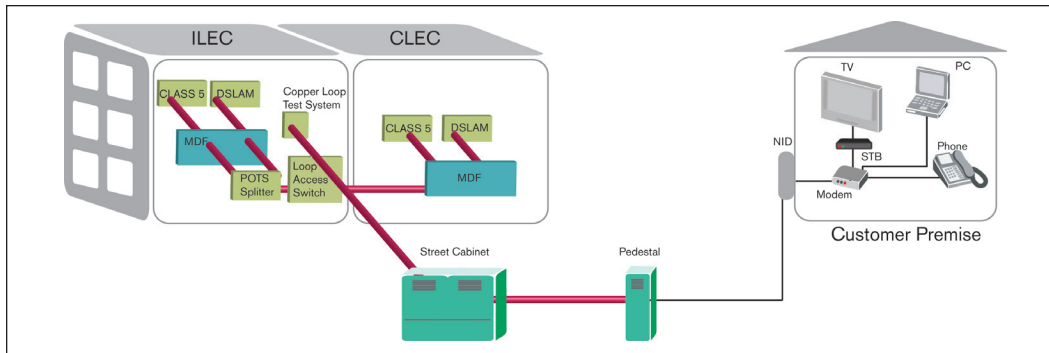 ILEC
CLEC
CLASS 5
DSLAM
Copper Loop
Test System
MDF
POTS
Splitter
Loop
Access
Switch
CLASS 5
DSLAM
MDF
TV
PC
NID
STB
Phone
Modem
Customer Premise
Street Cabinet
Pedestal